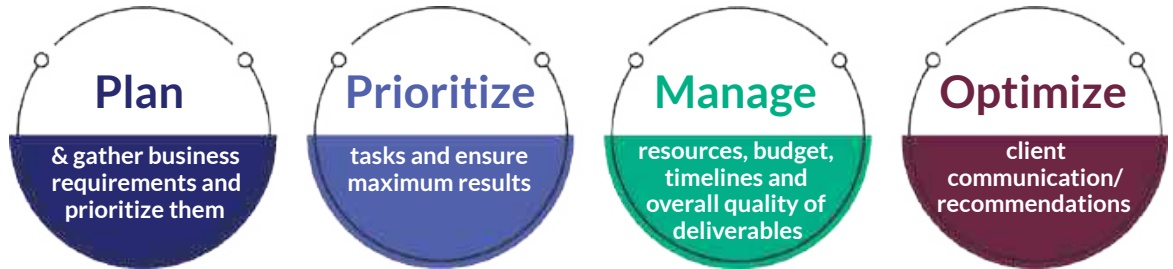 Plan
& gather business
requirements and
prioritize them
Prioritize
tasks and ensure
maximum results
Manage
resources, budget,
timelines and
overall quality of
deliverables
Optimize
client
communication/
recommendations